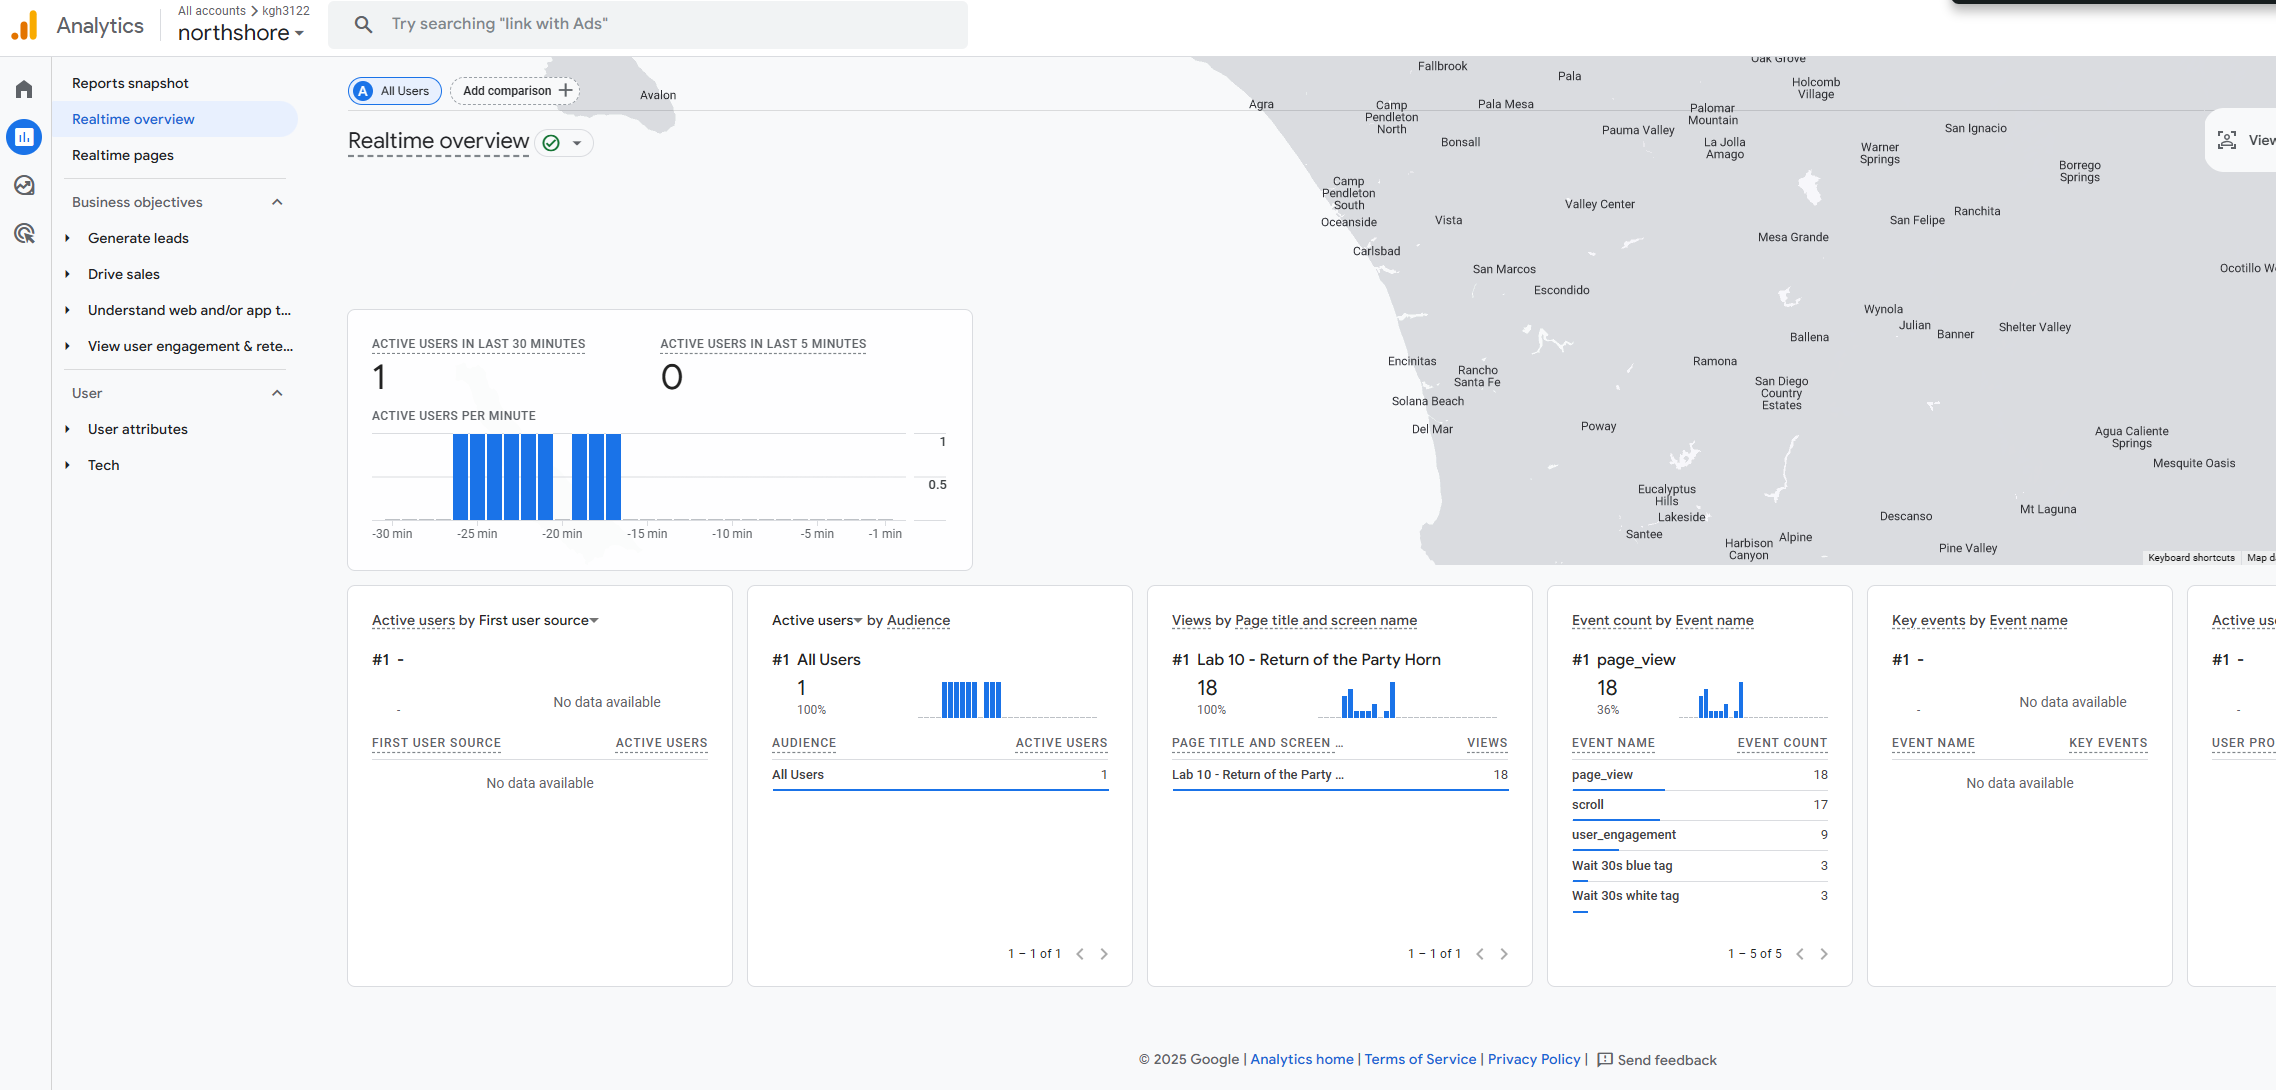 Analytics
All accounts > kgh3122
northshore
Try searching "link with Ads"
Reports snapshot
Realtime overview
Realtime pages
Business objectives
Generate leads
Drive sales
Understand web and/or app t...
View user engagement & rete...
User
User attributes
Tech
A All Users
Add comparison
Realtime overview
Avalon
Fallbrook
Pala
Oak Grove
Holcomb
Village
Agra
Camp
Pendleton
North
Pala Mesa
Palomar
Mountain
Bonsall
Pauma Valley
La Jolla
Amago
San Ignacio
Warner
Springs
Borrego
Springs
View
Camp
Pendleton
South
Oceanside
Vista
Valley Center
San Felipe
Ranchita
Mesa Grande
Carlsbad
San Marcos
Escondido
Ocotillo We
Wynola
Julian
Banner
Shelter Valley
Ballena
Encinitas
Rancho
Santa Fe
Ramona
San Diego
Country
Estates
Solana Beach
Del Mar
Poway
Agua Caliente
Springs
Mesquite Oasis
Eucalyptus
Hills
Lakeside
Santee
Harbison
Canyon
Alpine
Descanso
Mt Laguna
Pine Valley
Keyboard shortcuts
Map d
ACTIVE USERS IN LAST 30 MINUTES
1
ACTIVE USERS IN LAST 5 MINUTES
0
ACTIVE USERS PER MINUTE
1
0.5
-30 min -25 min -20 min -15 min -10 min -5 min -1 min
Active users by First user source
#1 -
-
No data available
FIRST USER SOURCE ACTIVE USERS
No data available
Active users by Audience
#1 All Users
1
100%
AUDIENCE ACTIVE USERS
All Users 1
1 – 1 of 1
Views by Page title and screen name
#1 Lab 10 - Return of the Party Horn
18
100%
PAGE TITLE AND SCREEN ... VIEWS
Lab 10 - Return of the Party ... 18
1 – 1 of 1
Event count by Event name
#1 page_view
18
36%
EVENT NAME EVENT COUNT
page_view 18
scroll 17
user_engagement 9
Wait 30s blue tag 3
Wait 30s white tag 3
1 – 5 of 5
Key events by Event name
#1 -
-
No data available
EVENT NAME KEY EVENTS
No data available
Active use
#1 -
-
USER PRO
© 2025 Google | Analytics home | Terms of Service | Privacy Policy | Send feedback